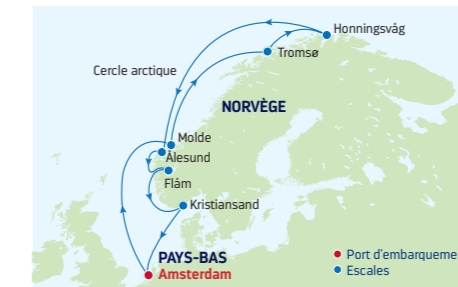 Honningsvåg
Tromsø
Cercle arctique
NORVÈGE
Molde
Ålesund
Flåm
Kristiansand
PAYS-BAS
Amsterdam
Port d'embarqueme
Escales